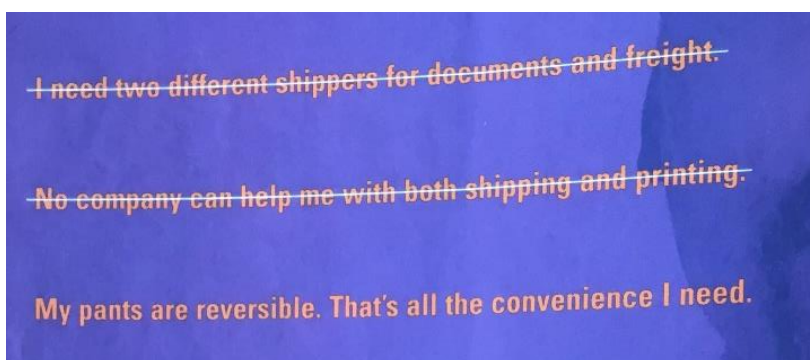 I need two different shippers for documents and freight.
No company can help me with both shipping and printing.
My pants are reversible. That's all the convenience I need.